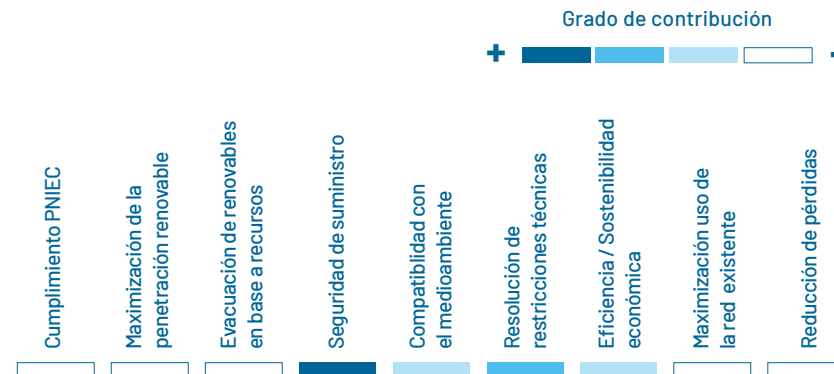 Grado de contribución
+
Cumplimiento PNIEC
Maximización de la
penetración renovable
Evacuación de renovables
en base a recursos
Seguridad de suministro
Compatiblidad con
el medioambiente
Resolución de
restricciones técnicas
Eficiencia / Sostenibilidad
económica
Maximización uso de
la red existente
Reducción de pérdidas